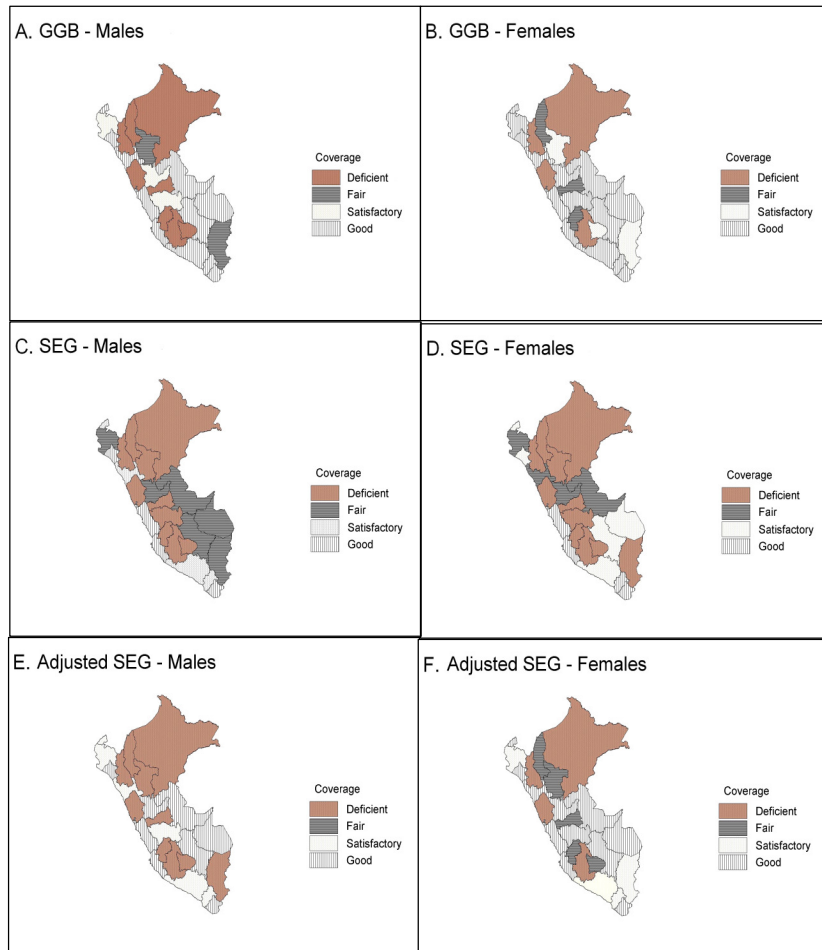 A. GGB - Males
Coverage
Deficient
Fair
Satisfactory
Good
B. GGB - Females
Coverage
Deficient
Fair
Satisfactory
Good
C. SEG - Males
Coverage
Deficient
Fair
Satisfactory
Good
D. SEG - Females
Coverage
Deficient
Fair
Satisfactory
Good
E. Adjusted SEG - Males
Coverage
Deficient
Fair
Satisfactory
Good
F. Adjusted SEG - Females
Coverage
Deficient
Fair
Satisfactory
Good